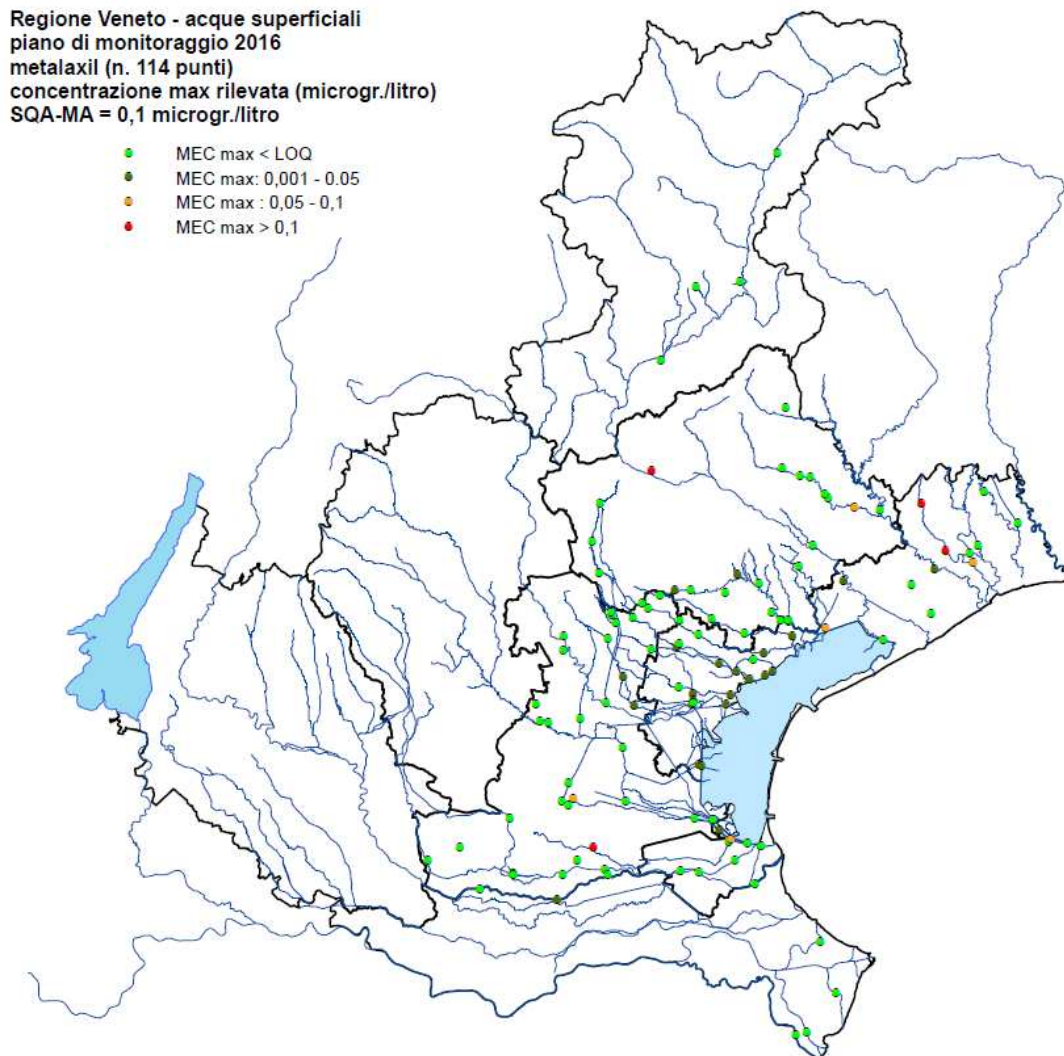 Regione Veneto - acque superficiali
piano di monitoraggio 2016
metalaxil (n. 114 punti)
concentrazione max rilevata (microgr./litro)
SQA-MA = 0,1 microgr./litro
MEC max < LOQ
MEC max: 0,001 - 0.05
MEC max : 0,05 - 0,1
MEC max > 0,1